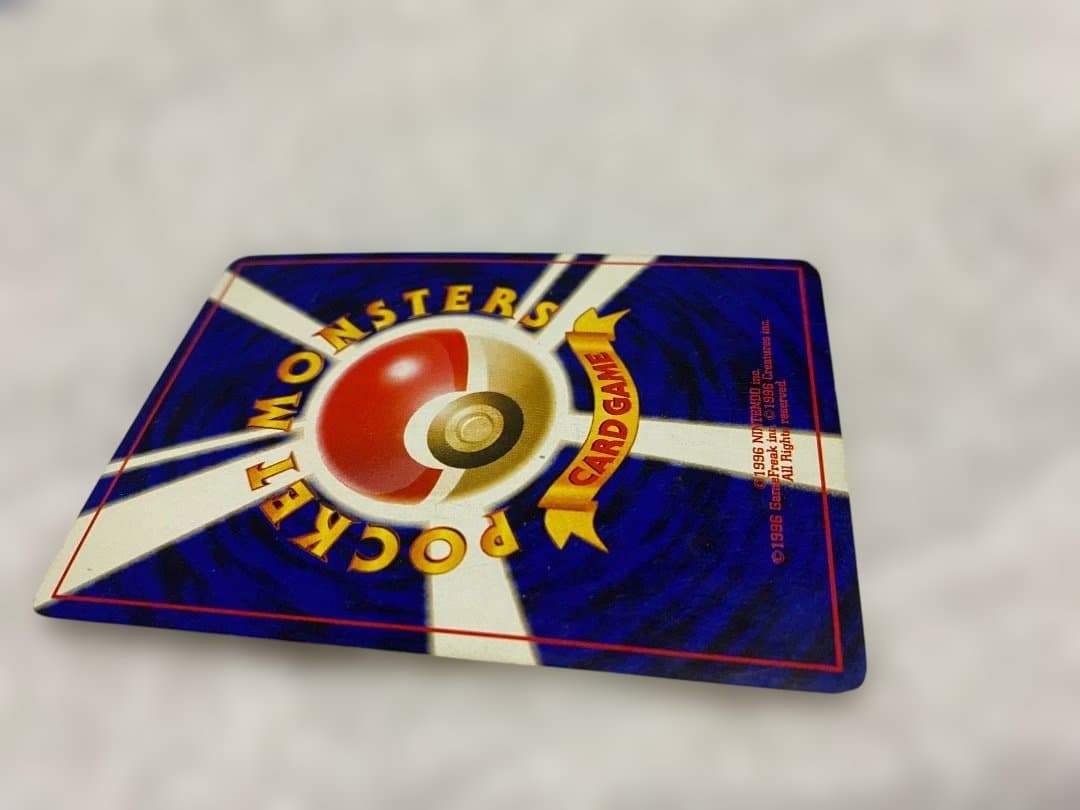 POCKET MONSTERS
CARD GAME
©1996 NINTENDO inc.
©1996 GameFreak inc. ©1996 Creatures inc.
All Rights reserved.